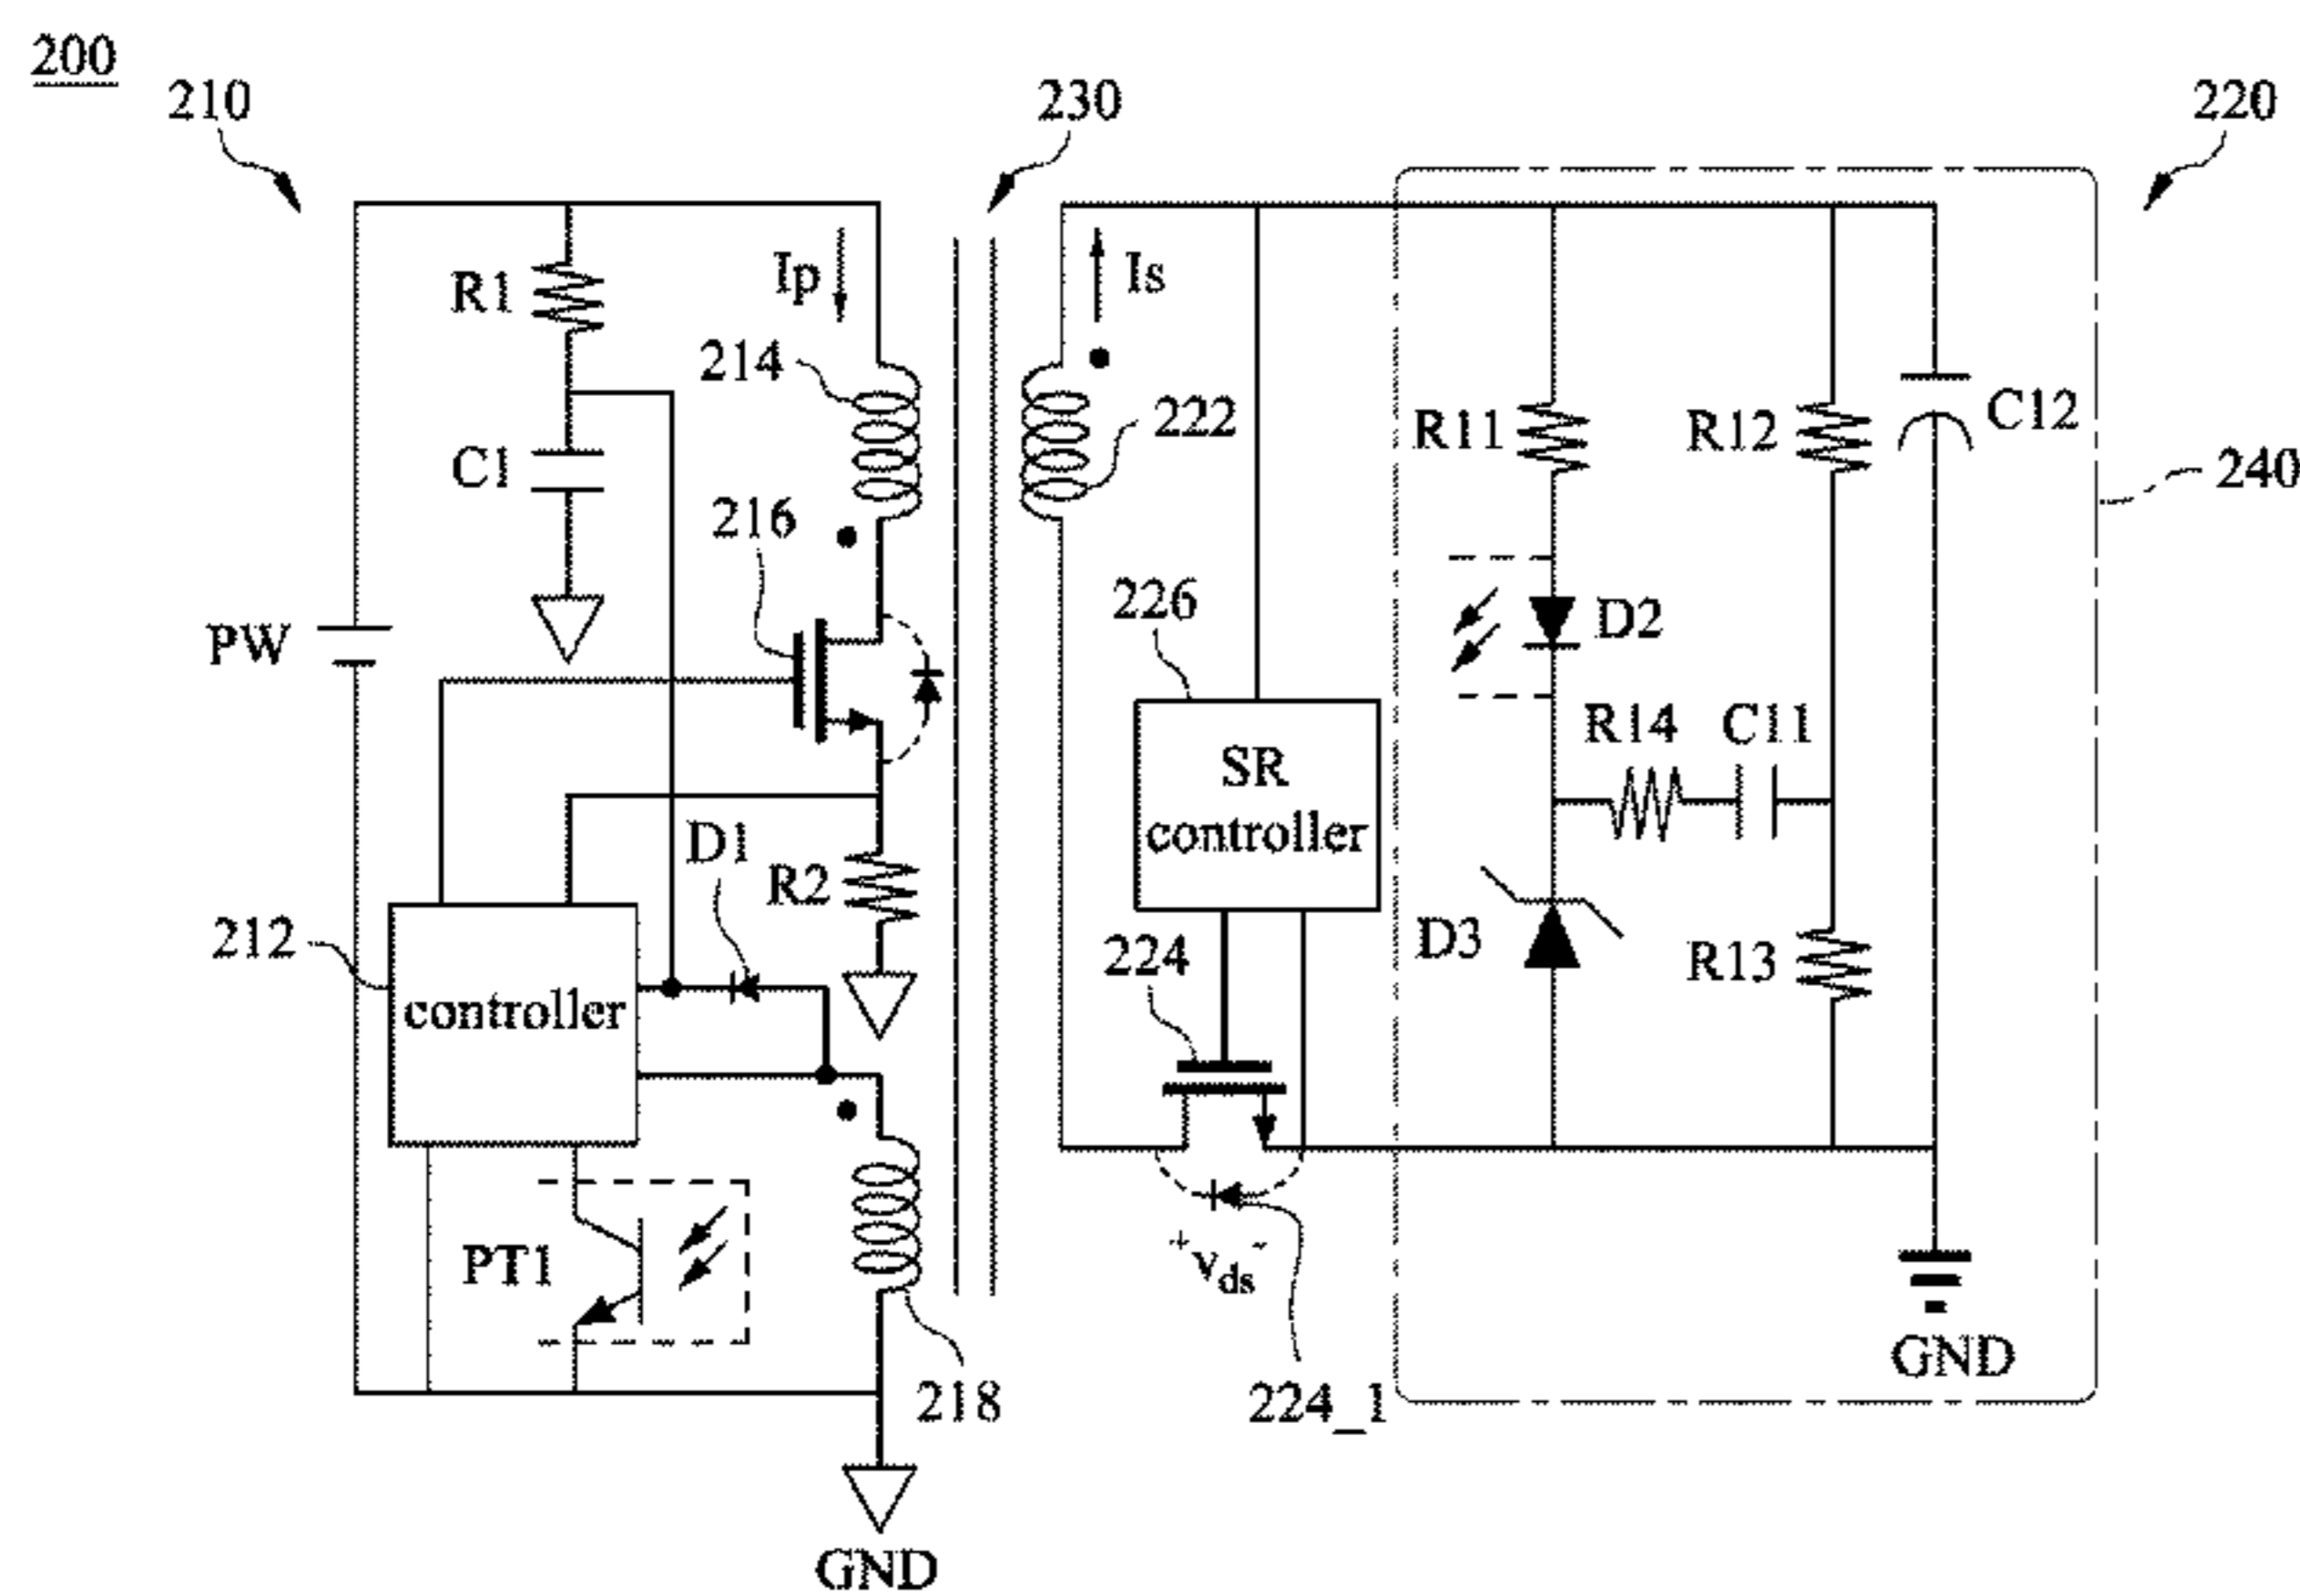 200
210
230
220
R1
Ip
Is
214
222
R11
R12
C12
C1
240
216
PW
226
D2
R14
C11
SR
controller
D1
R2
212
224
D3
R13
controller
PT1
+
Vds
-
218
224_1
GND
GND